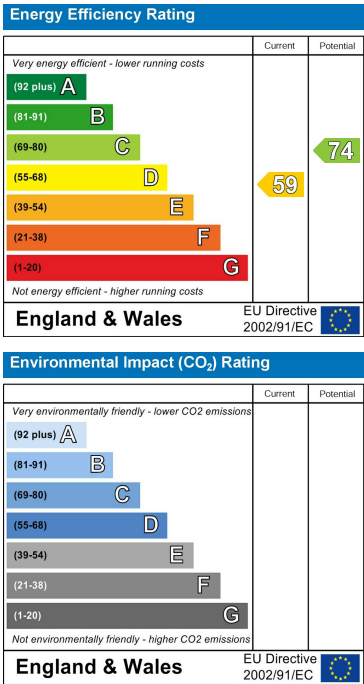 Energy Efficiency Rating
Current Potential
Very energy efficient - lower running costs
(92 plus) A
(81-91) B
(69-80) C
(55-68) D
(39-54) E
(21-38) F
(1-20) G
59
74
Not energy efficient - higher running costs
England & Wales
EU Directive
2002/91/EC
Environmental Impact (CO₂) Rating
Current Potential
Very environmentally friendly - lower CO2 emissions
(92 plus) A
(81-91) B
(69-80) C
(55-68) D
(39-54) E
(21-38) F
(1-20) G
Not environmentally friendly - higher CO2 emissions
England & Wales
EU Directive
2002/91/EC